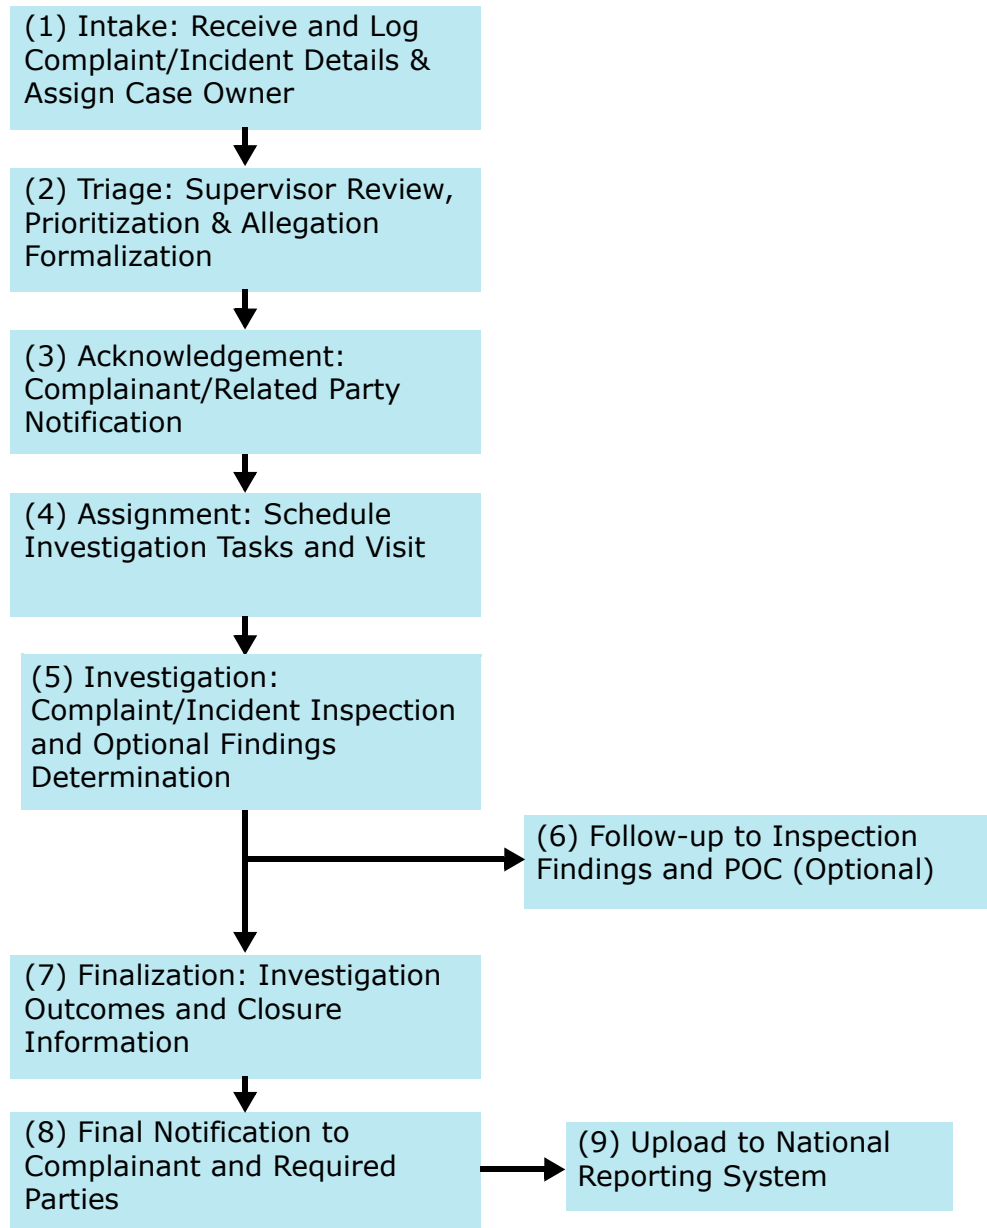 (1) Intake: Receive and Log
Complaint/Incident Details &
Assign Case Owner
(2) Triage: Supervisor Review,
Prioritization & Allegation
Formalization
(3) Acknowledgement:
Complainant/Related Party
Notification
(4) Assignment: Schedule
Investigation Tasks and Visit
(5) Investigation:
Complaint/Incident Inspection
and Optional Findings
Determination
(6) Follow-up to Inspection
Findings and POC (Optional)
(7) Finalization: Investigation
Outcomes and Closure
Information
(8) Final Notification to
Complainant and Required
Parties
(9) Upload to National
Reporting System